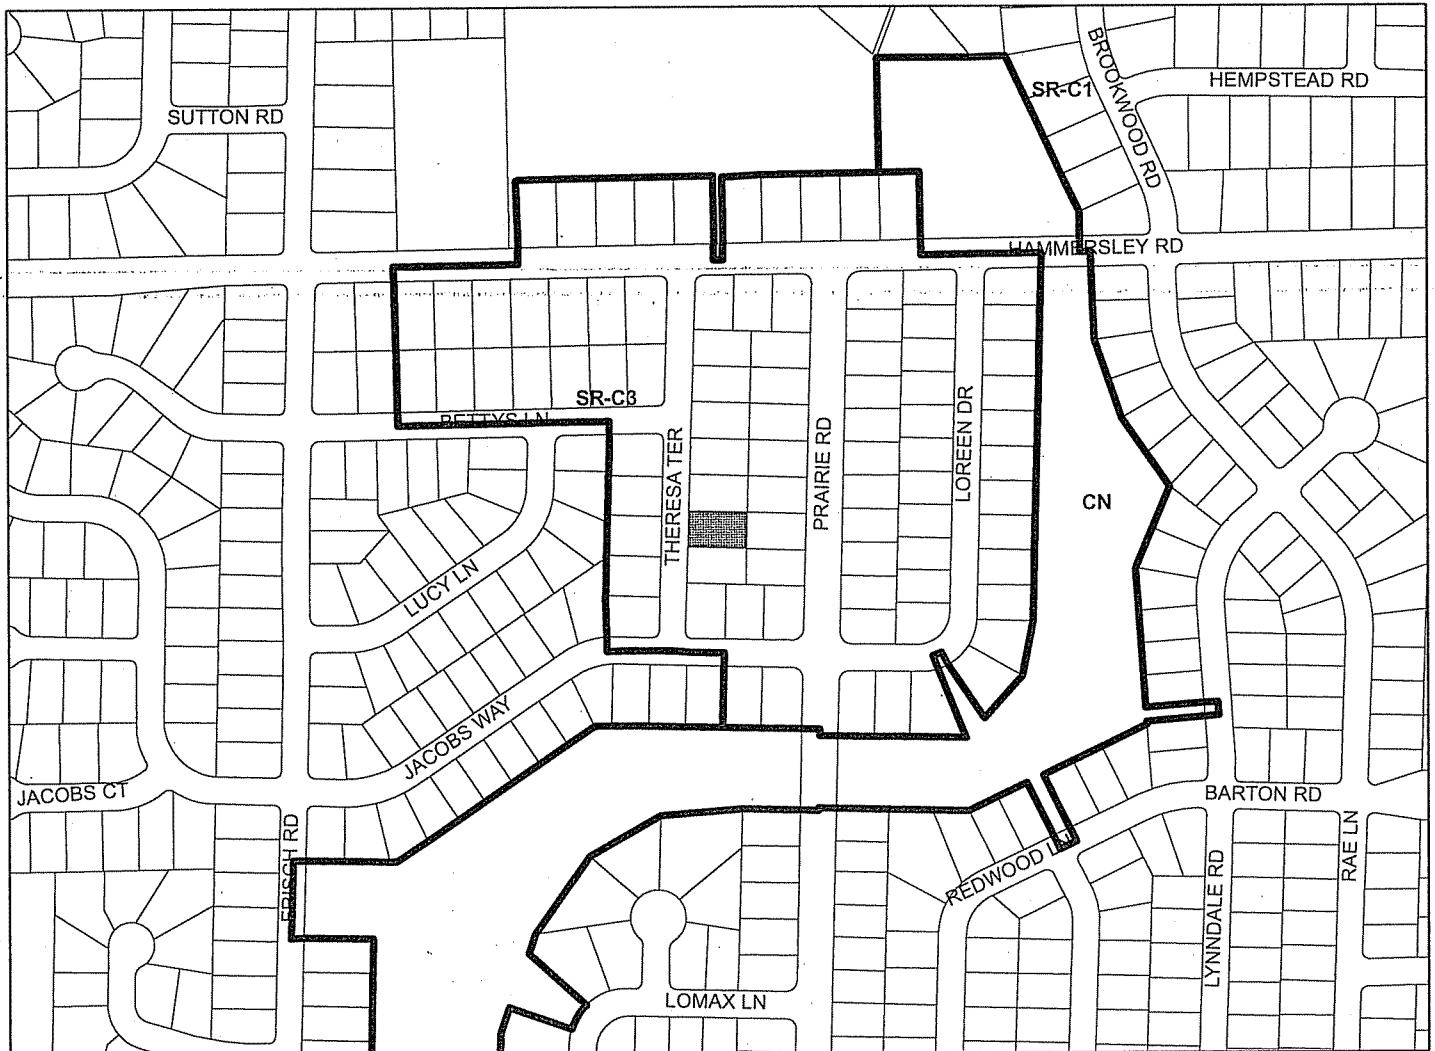 BROOKWOOD RD
HEMPSTEAD RD
SR-C1
SUTTON RD
HAMMERSLEY RD
SR-C3
BETTYS LN
THERESA TER
PRAIRIE RD
LOREEN DR
CN
LUCY LN
JACOBS WAY
JACOBS CT
BARTON RD
FRISCH RD
REDWOOD
LYNNDALE RD
RAE LN
LOMAX LN